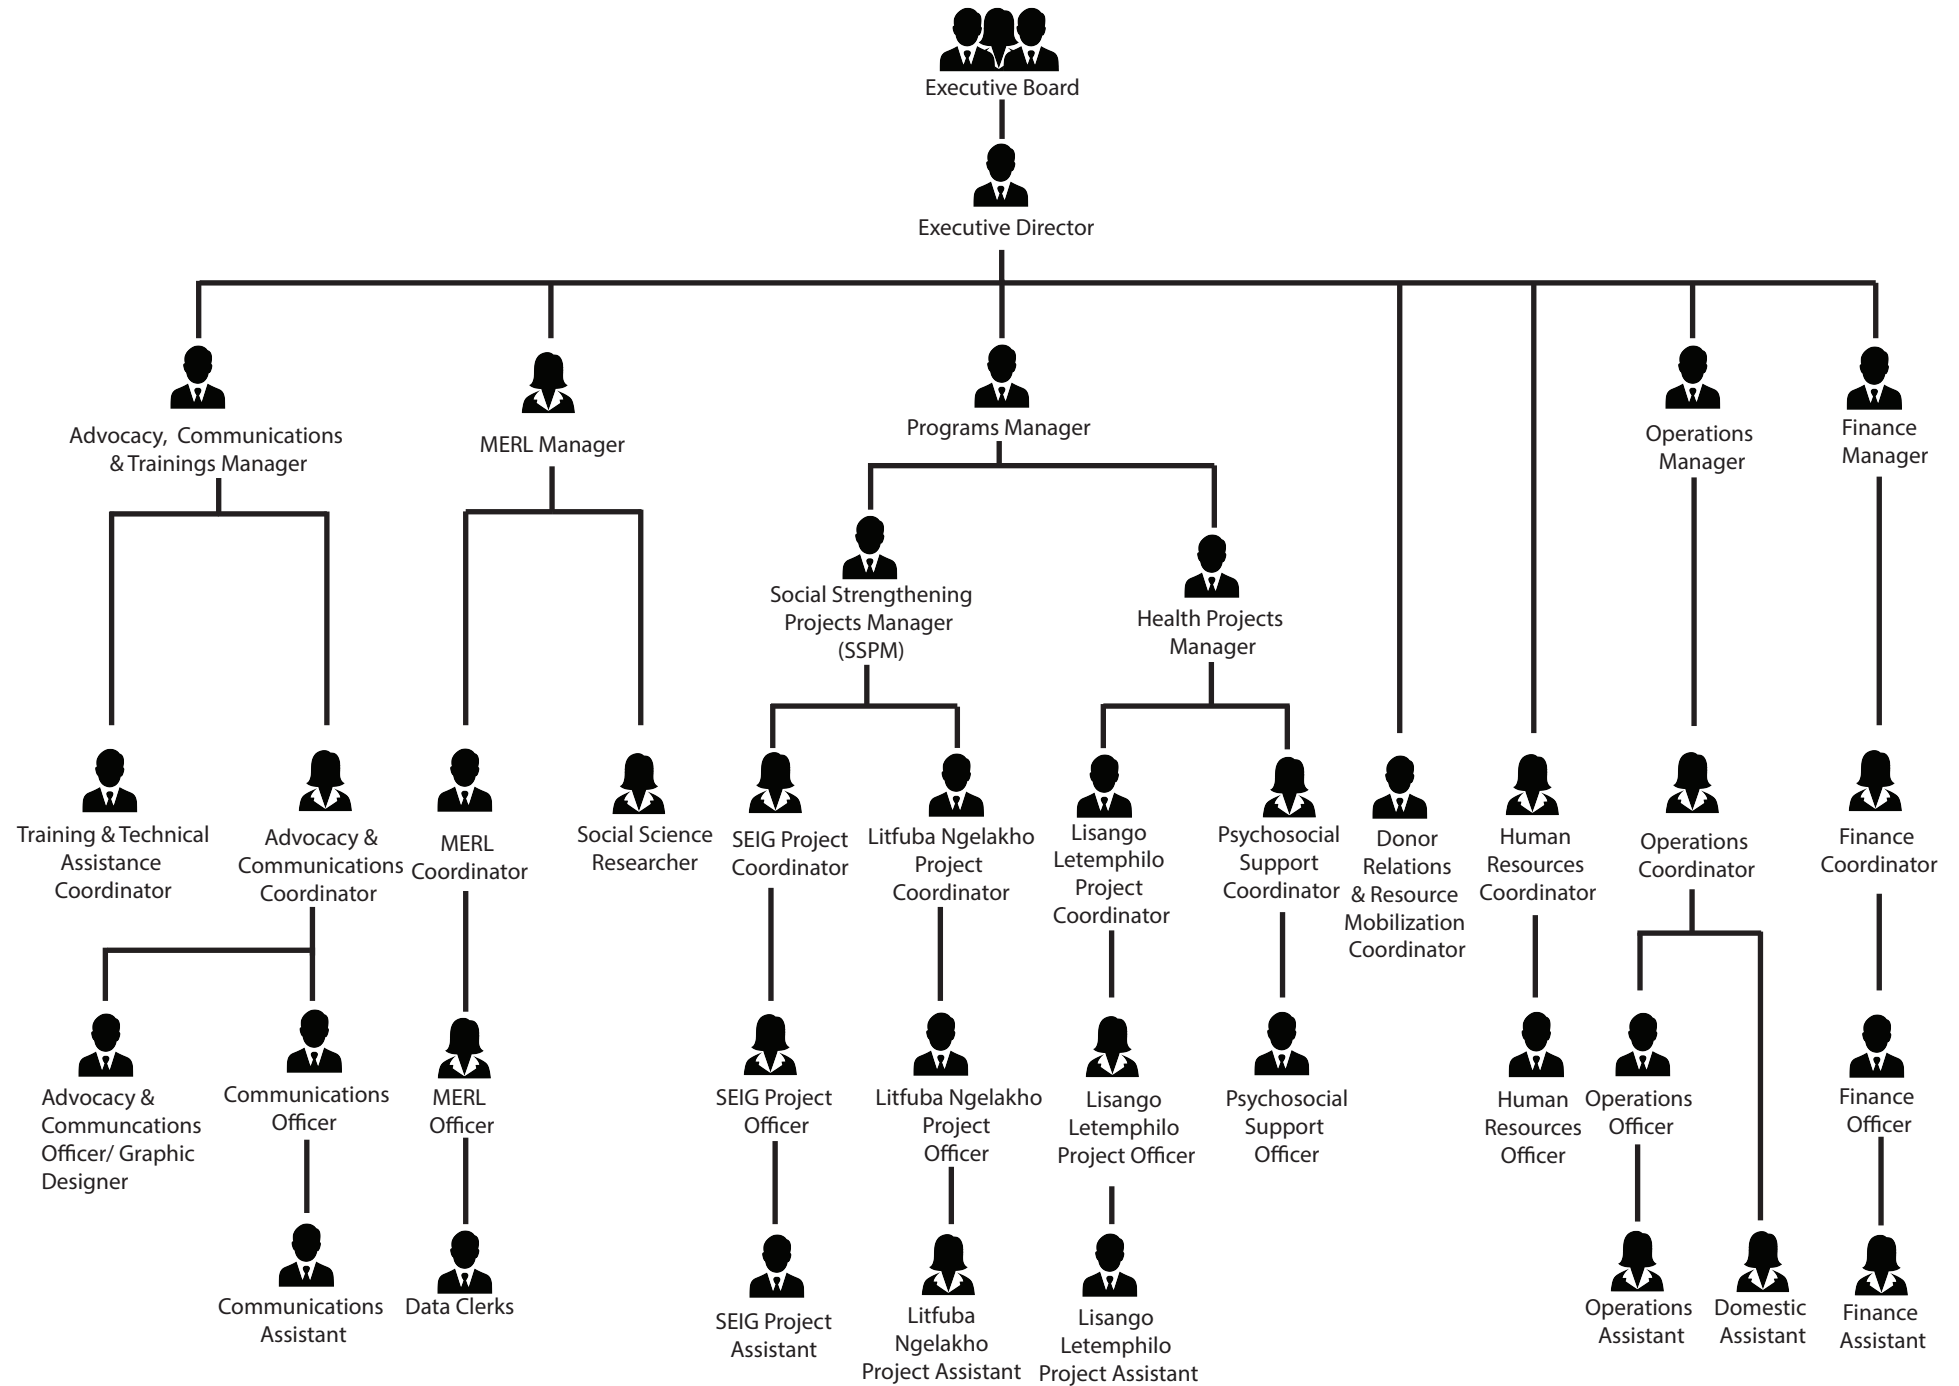 Executive Board
Executive Director
Advocacy, Communications
& Trainings Manager
MERL Manager
Programs Manager
Operations
Manager
Finance
Manager
Social Strengthening
Projects Manager
(SSPM)
Health Projects
Manager
Training & Technical
Assistance
Coordinator
Advocacy &
Communications
Coordinator
MERL
Coordinator
Social Science
Researcher
SEIG Project
Coordinator
Litfuba Ngelakho
Project
Coordinator
Lisango
Letemphilo
Project
Coordinator
Psychosocial
Support
Coordinator
Donor
Relations
& Resource
Mobilization
Coordinator
Human
Resources
Coordinator
Operations
Coordinator
Finance
Coordinator
Advocacy &
Communcations
Officer/ Graphic
Designer
Communications
Officer
MERL
Officer
SEIG Project
Officer
Litfuba Ngelakho
Project
Officer
Lisango
Letemphilo
Project Officer
Psychosocial
Support
Officer
Human
Resources
Officer
Operations
Officer
Finance
Officer
Communications
Assistant
Data Clerks
SEIG Project
Assistant
Litfuba
Ngelakho
Project Assistant
Lisango
Letemphilo
Project Assistant
Operations
Assistant
Domestic
Assistant
Finance
Assistant